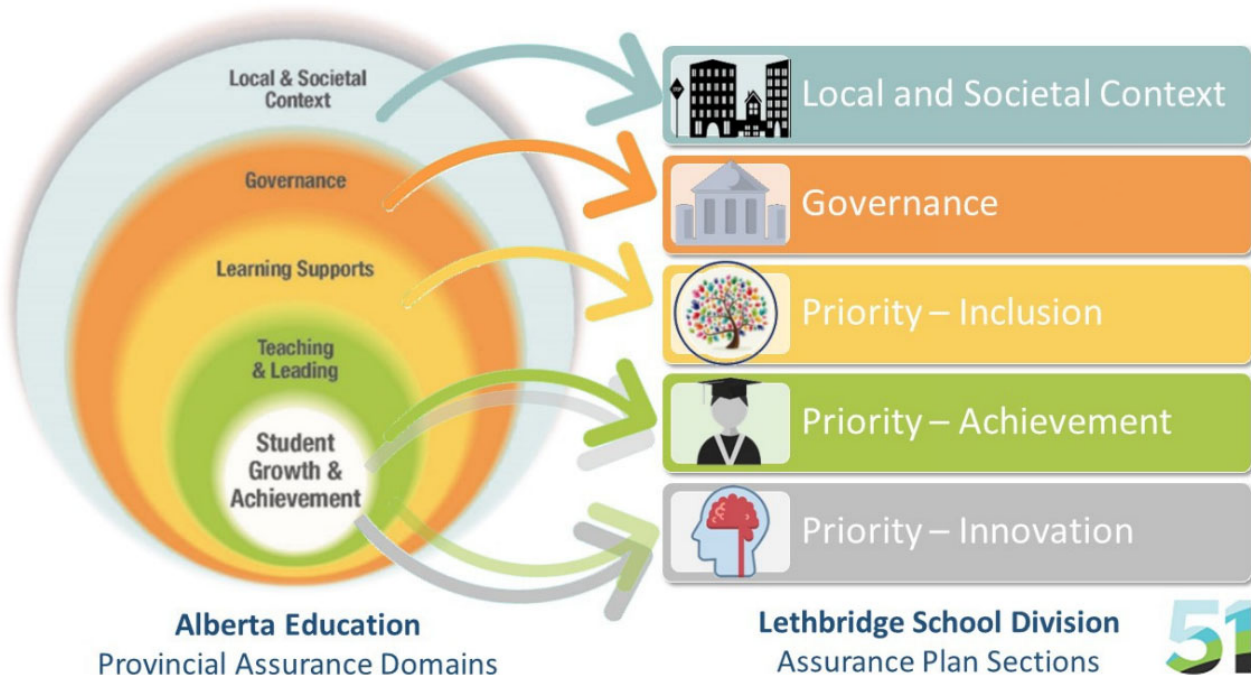 Local & Societal
Context
Governance
Learning Supports
Teaching
& Leading
Student
Growth &
Achievement
Alberta Education
Provincial Assurance Domains
STOP
Local and Societal Context
Governance
Priority – Inclusion
Priority – Achievement
Priority – Innovation
Lethbridge School Division
Assurance Plan Sections
51